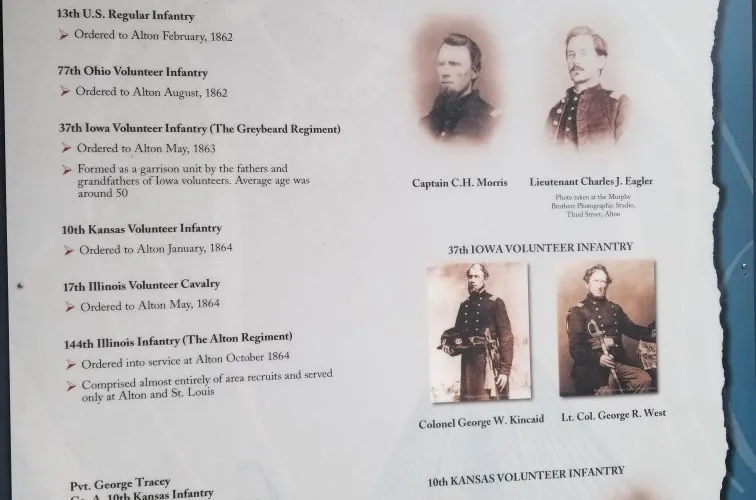 13th U.S. Regular Infantry
Ordered to Alton February, 1862
77th Ohio Volunteer Infantry
Ordered to Alton August, 1862
37th Iowa Volunteer Infantry (The Greybeard Regiment)
Ordered to Alton May, 1863
Formed as a garrison unit by the fathers and
grandfathers of Iowa volunteers. Average age was
around 50
10th Kansas Volunteer Infantry
Ordered to Alton January, 1864
17th Illinois Volunteer Cavalry
Ordered to Alton May, 1864
144th Illinois Infantry (The Alton Regiment)
Ordered into service at Alton October 1864
Comprised almost entirely of area recruits and served
only at Alton and St. Louis
Pvt. George Tracey
Co. A, 10th Kansas Infantry
Captain C.H. Morris
Lieutenant Charles J. Eagler
Photo taken at the Murphy
Brothers Photographic Studio,
Third Street, Alton
37th IOWA VOLUNTEER INFANTRY
Colonel George W. Kincaid
Lt. Col. George R. West
10th KANSAS VOLUNTEER INFANTRY